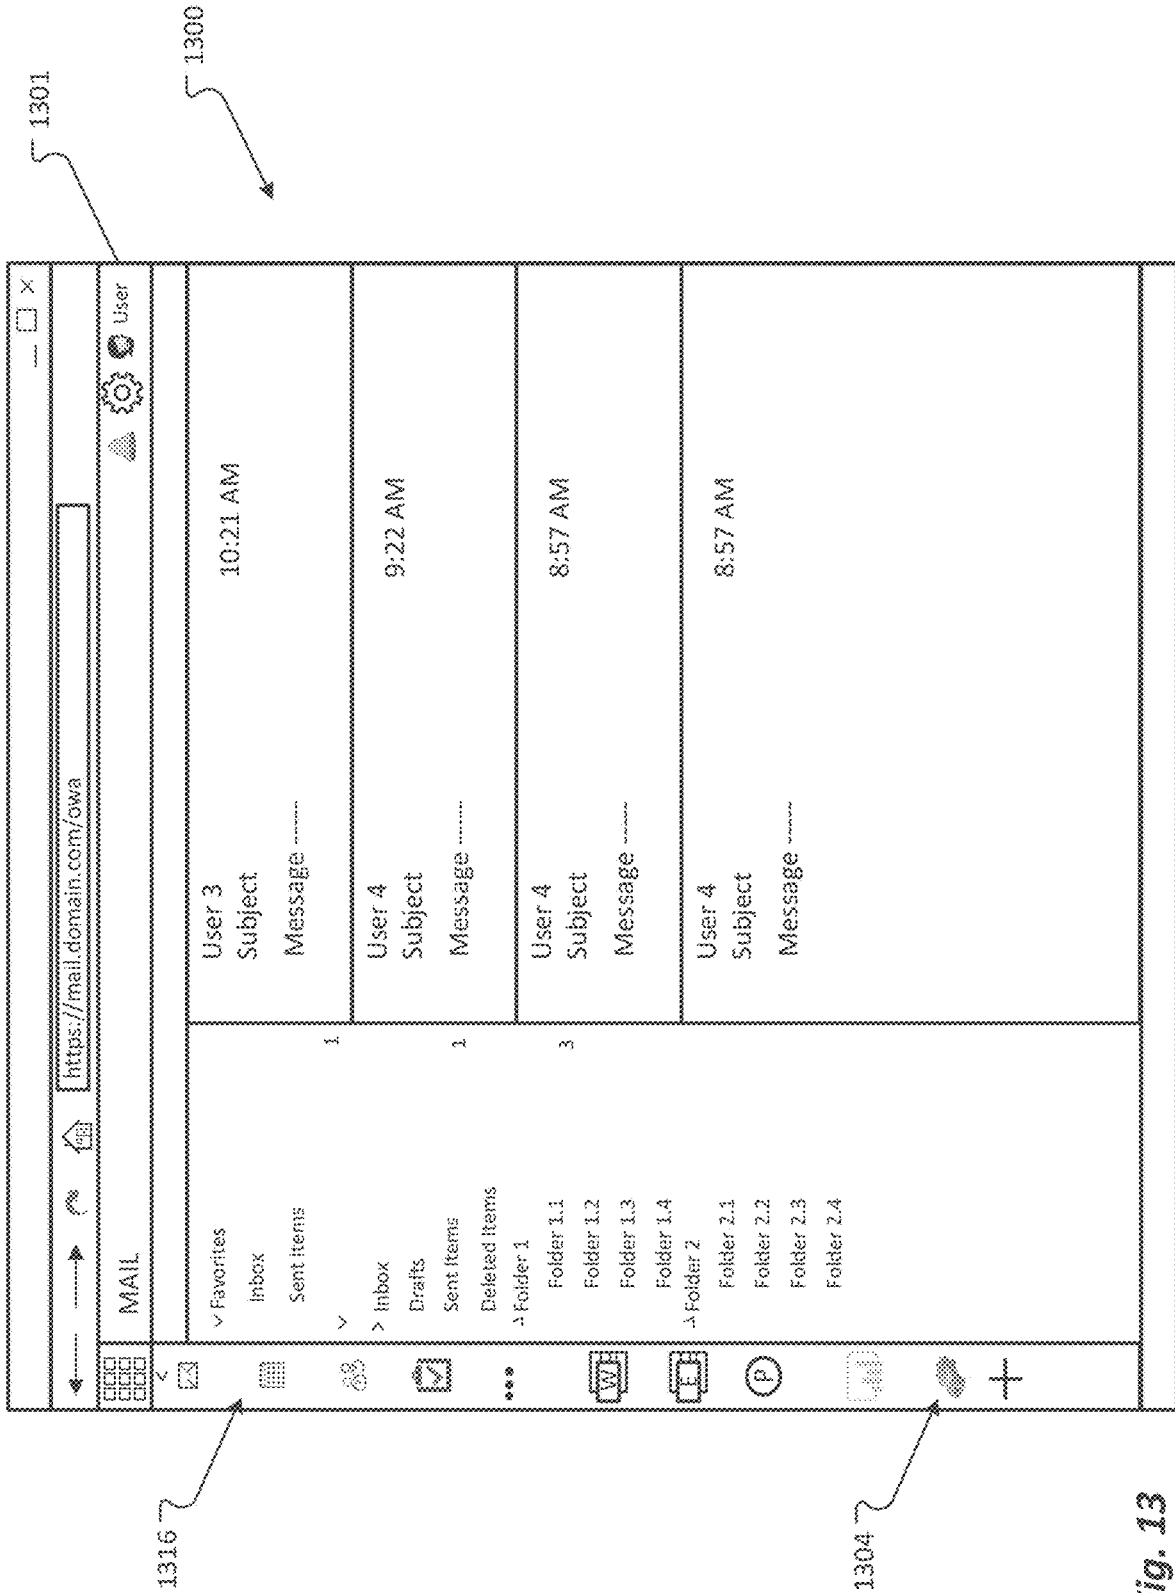 1301
1300
— □ ×
https://mail.domain.com/owa
MAIL
User
User 3
Subject
10:21 AM
Message ------
User 4
Subject
9:22 AM
Message -------
User 4
Subject
8:57 AM
Message ------
User 4
Subject
8:57 AM
Message ------
Favorites
Inbox
Sent Items
1
> Inbox
Drafts
Sent Items
1
Deleted Items
Folder 1
3
Folder 1.1
Folder 1.2
Folder 1.3
Folder 1.4
Folder 2
Folder 2.1
Folder 2.2
Folder 2.3
Folder 2.4
W
E
P
1316
1304
ig. 13